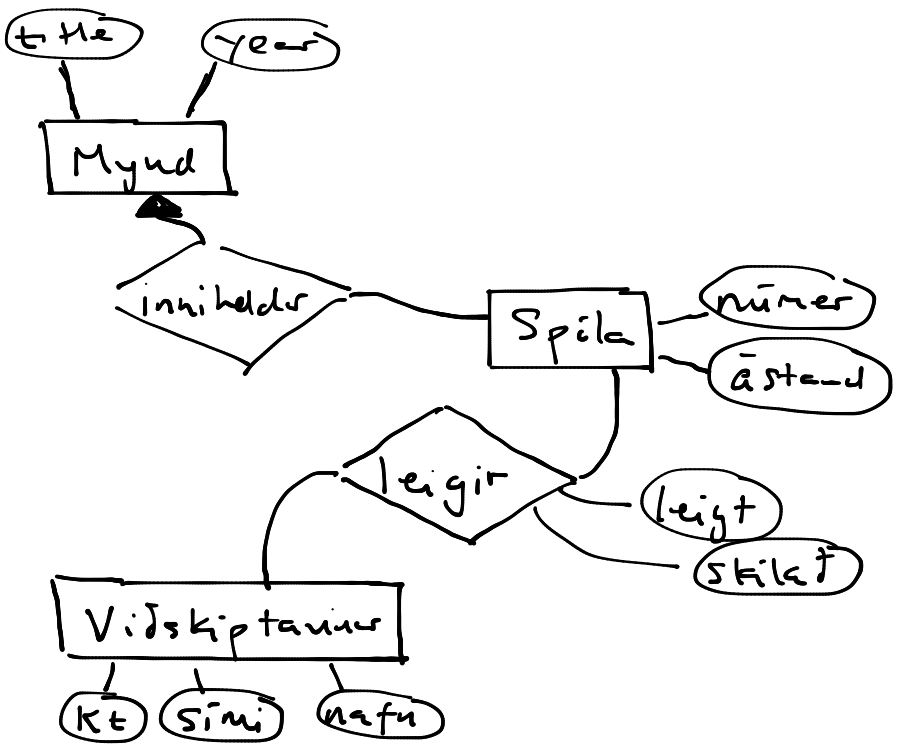 title
year
Mynd
inniheldur
Spóla
númer
ástand
leigir
leigt
skilað
Viðskiptavinur
kt
sími
nafn